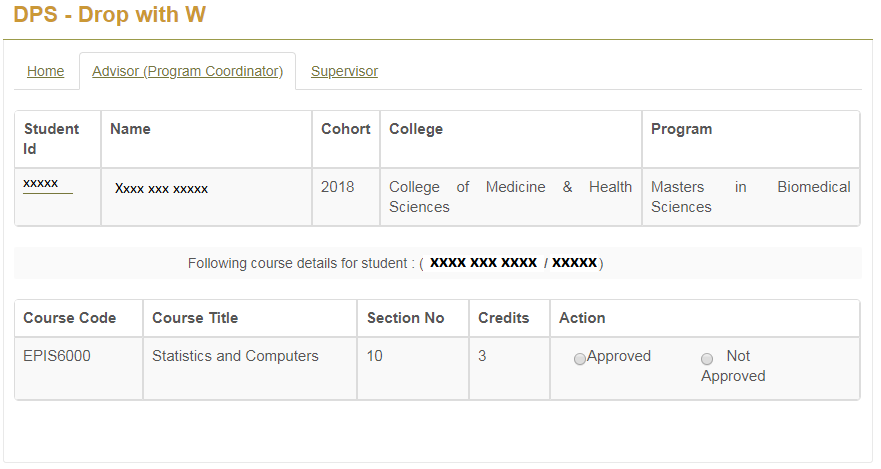 DPS - Drop with W
Home Advisor (Program Coordinator) Supervisor
Student Id Name Cohort College Program
xxxxx Xxxx xxx xxxxx 2018 College of Medicine & Health Sciences Masters in Biomedical Sciences
Following course details for student : ( xxxx xxx xxxx / xxxxx)
Course Code Course Title Section No Credits Action
EPIS6000 Statistics and Computers 10 3 Approved Not Approved